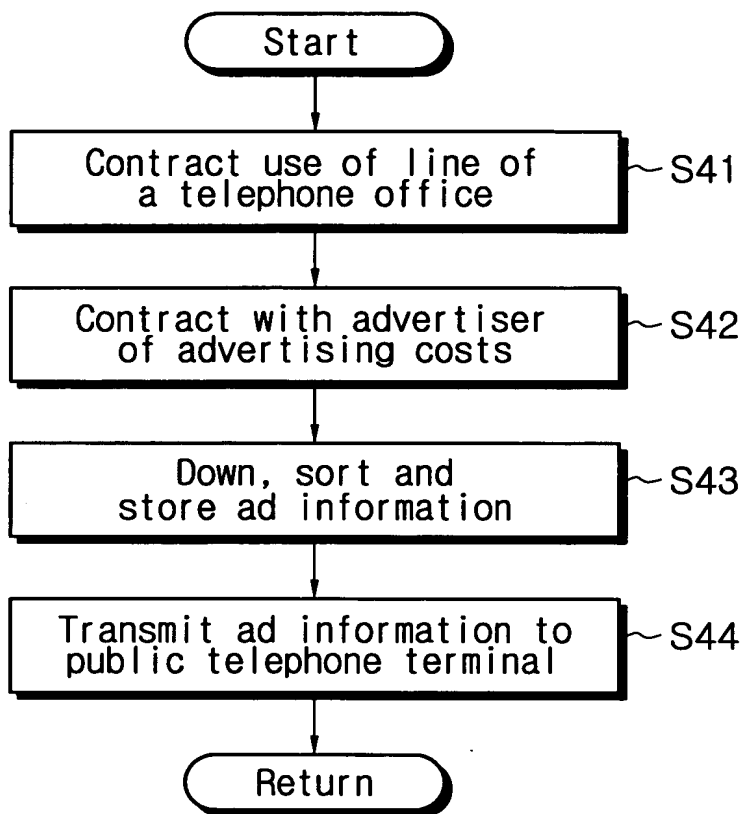 Start
Contract use of line of
a telephone office
S41
Contract with advertiser
of advertising costs
S42
Down, sort and
store ad information
S43
Transmit ad information to
public telephone terminal
S44
Return